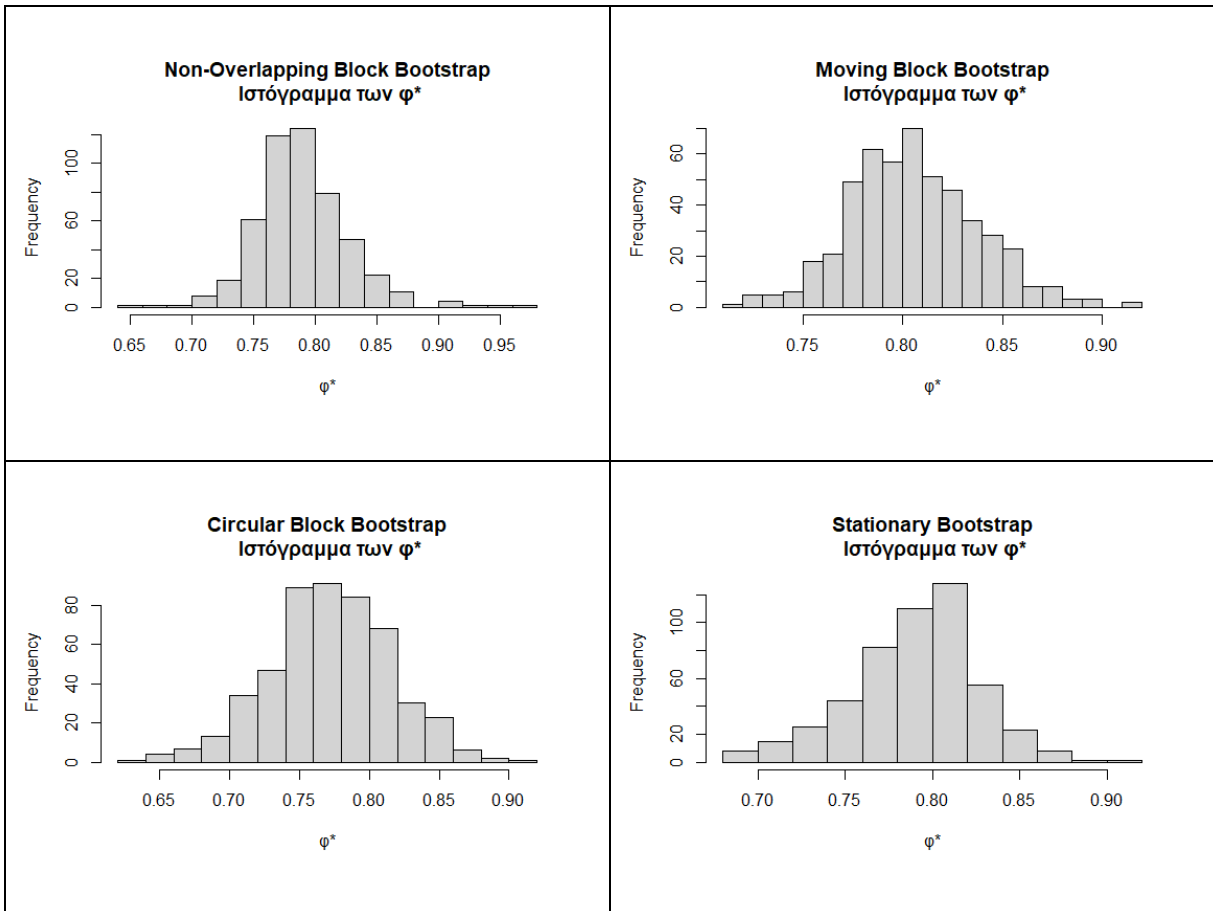 Non-Overlapping Block Bootstrap
Ιστόγραμμα των φ*
Frequency
0 20 60 100
0.65 0.70 0.75 0.80 0.85 0.90 0.95
φ*
Moving Block Bootstrap
Ιστόγραμμα των φ*
Frequency
0 20 40 60
0.75 0.80 0.85 0.90
φ*
Circular Block Bootstrap
Ιστόγραμμα των φ*
Frequency
0 20 40 60 80
0.65 0.70 0.75 0.80 0.85 0.90
φ*
Stationary Bootstrap
Ιστόγραμμα των φ*
Frequency
0 20 60 100
0.70 0.75 0.80 0.85 0.90
φ*